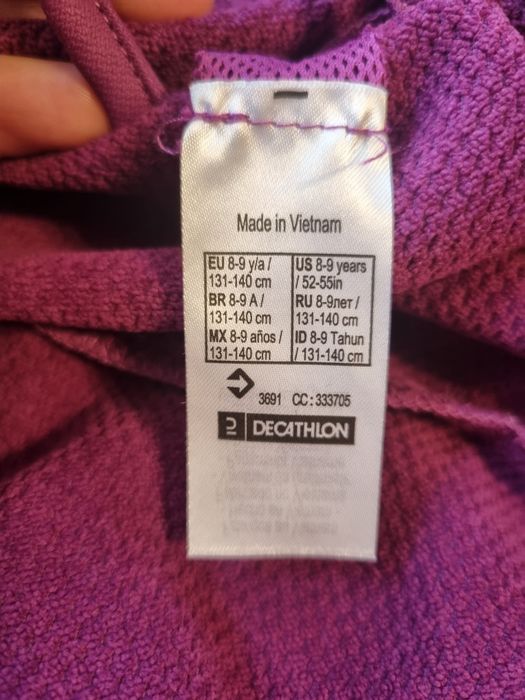 Made in Vietnam
EU 8-9 y/a / 131-140 cm
US 8-9 years / 52-55in
BR 8-9 A / 131-140 cm
RU 8-9лет / 131-140 cm
MX 8-9 años / 131-140 cm
ID 8-9 Tahun / 131-140 cm
3691 CC : 333705
DECATHLON